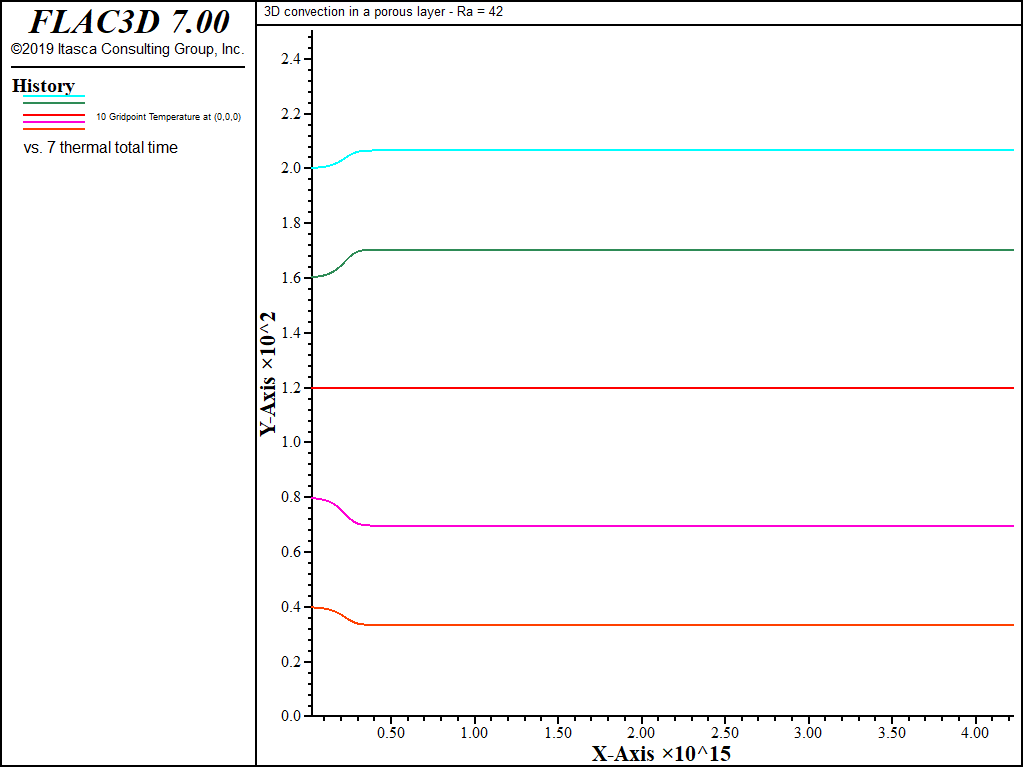 FLAC3D 7.00
©2019 Itasca Consulting Group, Inc.
History
10 Gridpoint Temperature at (0,0,0)
vs. 7 thermal total time
3D convection in a porous layer - Ra = 42
Y-Axis ×10^2
2.4
2.2
2.0
1.8
1.6
1.4
1.2
1.0
0.8
0.6
0.4
0.2
0.0
0.50 1.00 1.50 2.00 2.50 3.00 3.50 4.00
X-Axis ×10^15